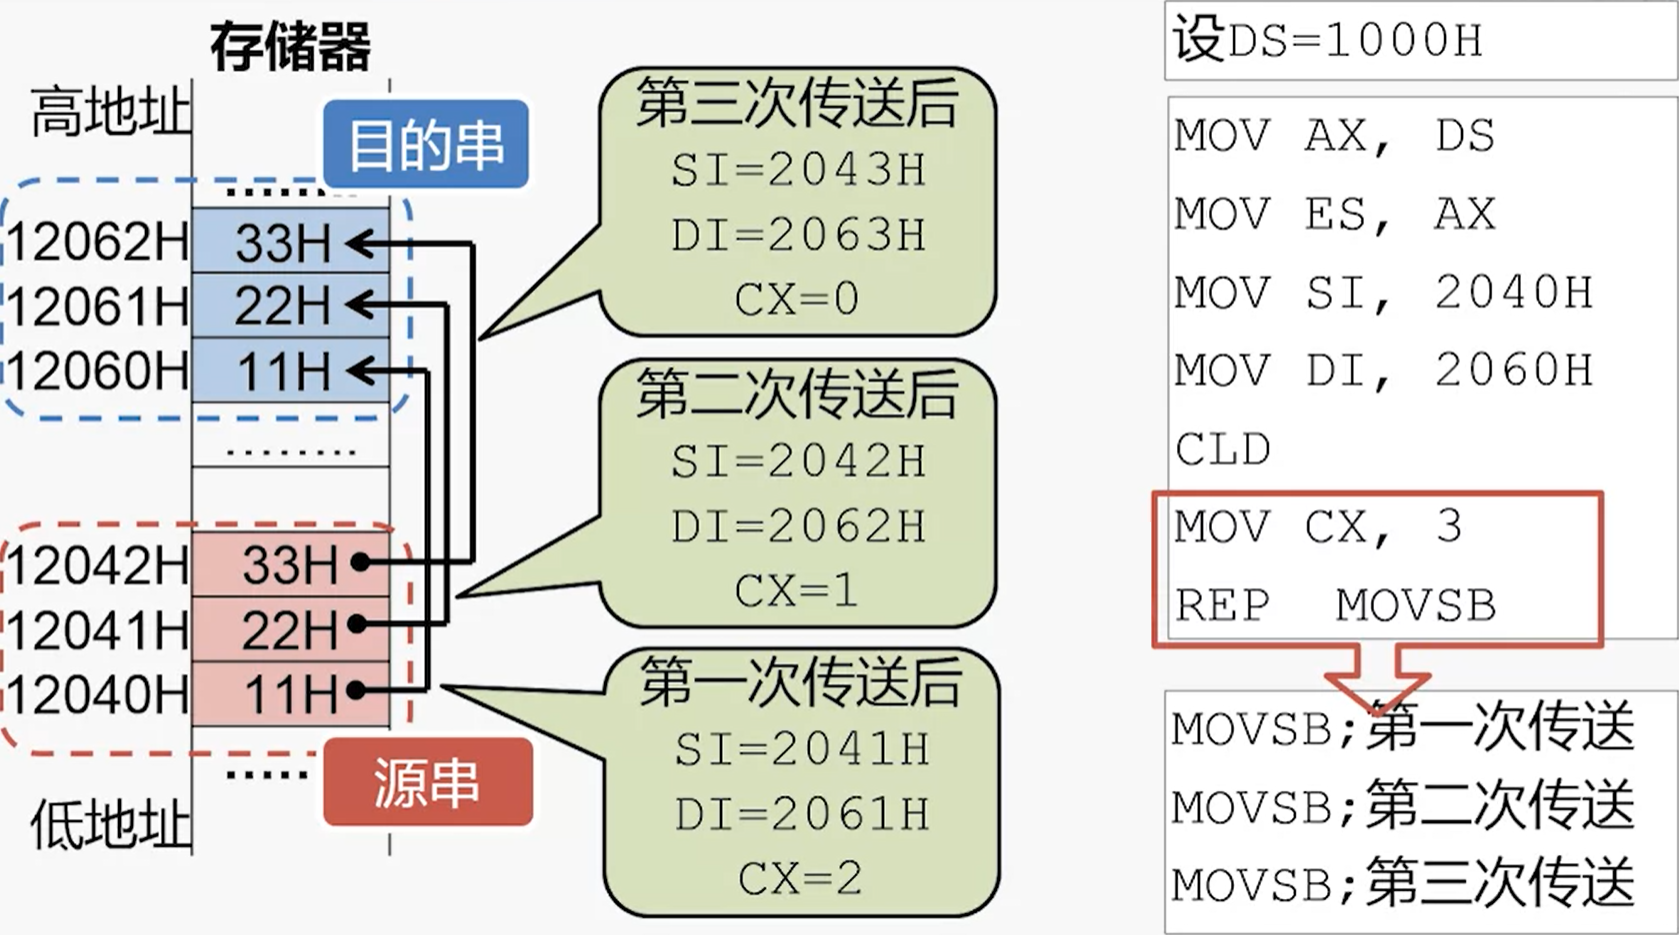 存储器
高地址
目的串
........
12062H 33H
12061H 22H
12060H 11H
........
12042H 33H
12041H 22H
12040H 11H
源串
.....
低地址
第三次传送后
SI=2043H
DI=2063H
CX=0
第二次传送后
SI=2042H
DI=2062H
CX=1
第一次传送后
SI=2041H
DI=2061H
CX=2
设DS=1000H
MOV AX, DS
MOV ES, AX
MOV SI, 2040H
MOV DI, 2060H
CLD
MOV CX, 3
REP MOVSB
MOVSB;第一次传送
MOVSB;第二次传送
MOVSB;第三次传送